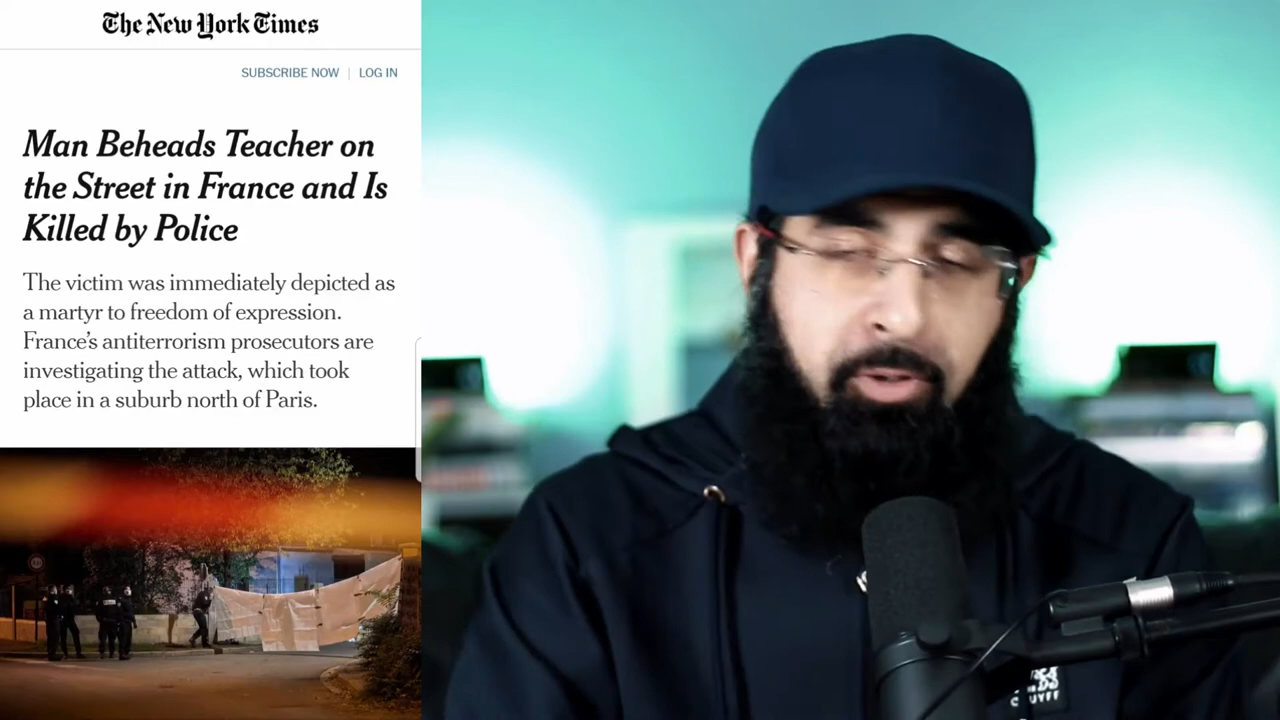 The New York Times
SUBSCRIBE NOW | LOG IN
Man Beheads Teacher on
the Street in France and Is
Killed by Police
The victim was immediately depicted as
a martyr to freedom of expression.
France's antiterrorism prosecutors are
investigating the attack, which took
place in a suburb north of Paris.